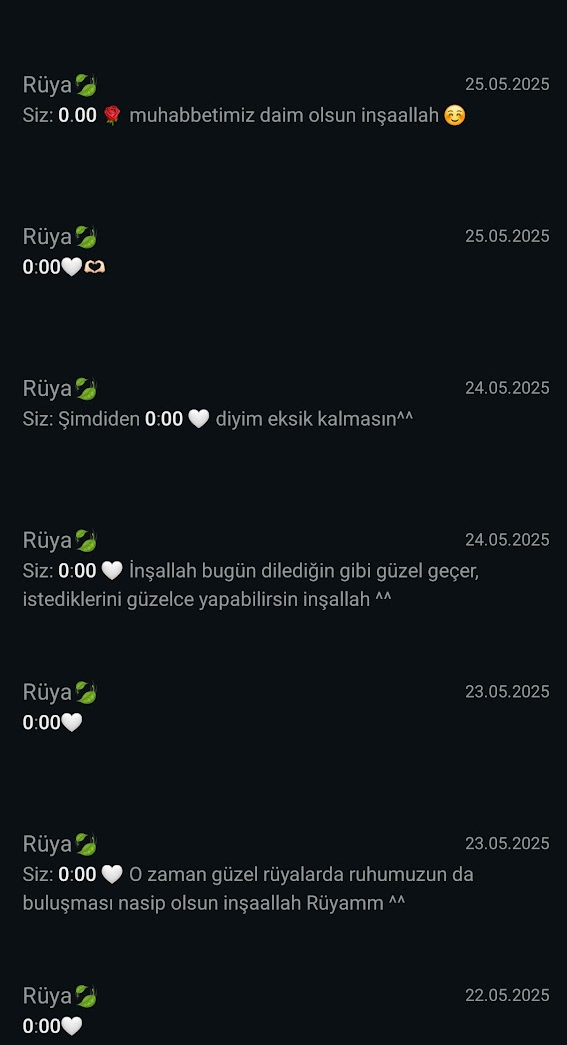 Rüya🍃 25.05.2025
Siz: 0.00 🌹 muhabbetimiz daim olsun inşaallah ☺️
Rüya🍃 25.05.2025
0:00🤍🫶🏻
Rüya🍃 24.05.2025
Siz: Şimdiden 0:00 🤍 diyim eksik kalmasın^^
Rüya🍃 24.05.2025
Siz: 0:00 🤍 İnşallah bugün dilediğin gibi güzel geçer,
istediklerini güzelce yapabilirsin inşallah ^^
Rüya🍃 23.05.2025
0:00🤍
Rüya🍃 23.05.2025
Siz: 0:00 🤍 O zaman güzel rüyalarda ruhumuzun da
buluşması nasip olsun inşaallah Rüyamm ^^
Rüya🍃 22.05.2025
0:00🤍